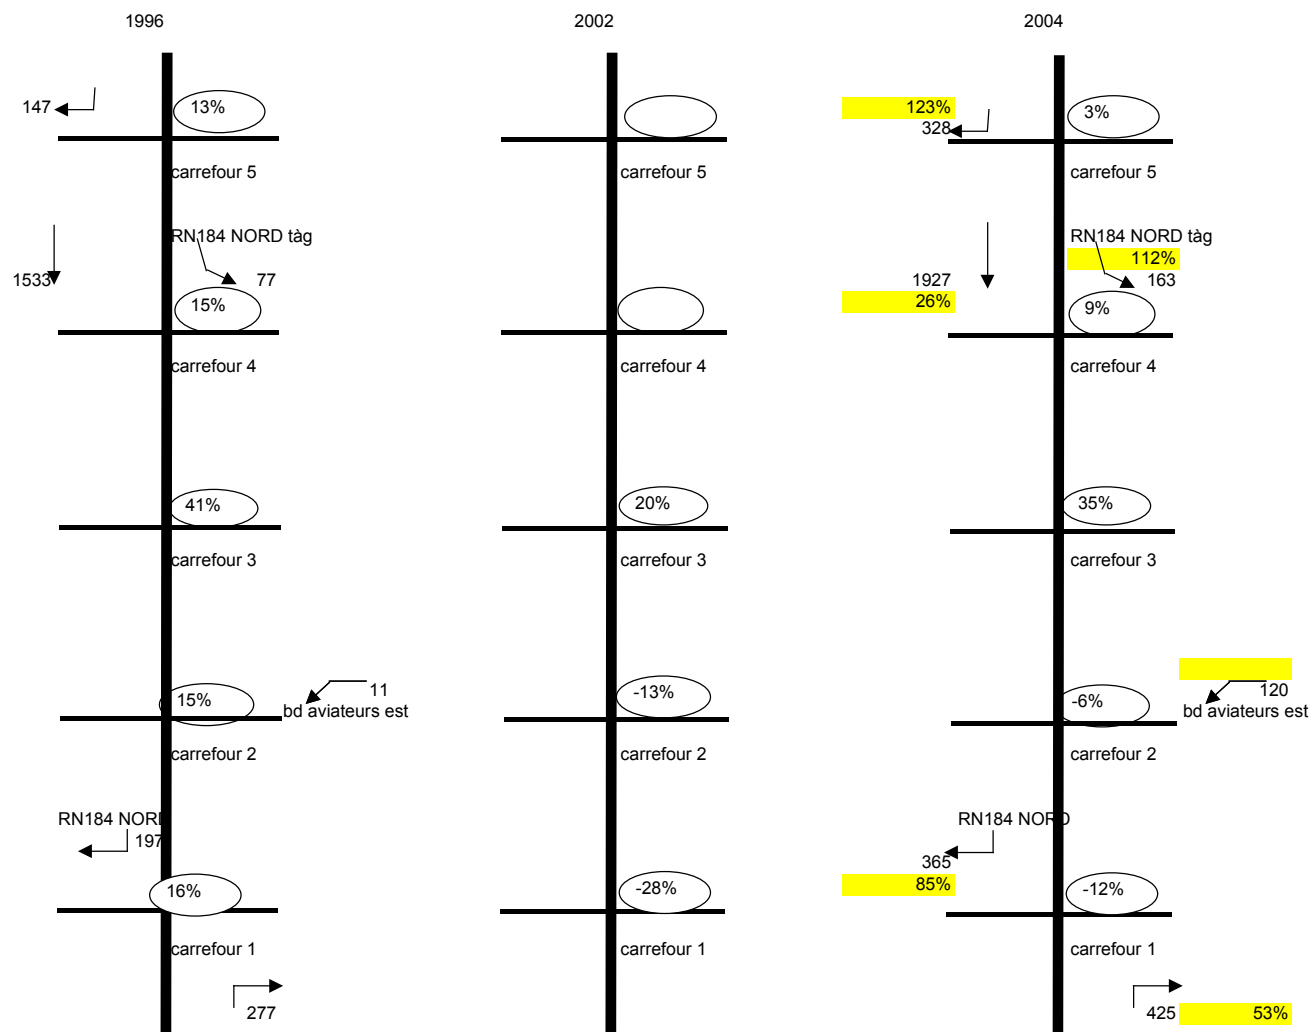 1996 2002 2004
147 13% 123% 3%
328
carrefour 5 carrefour 5 carrefour 5
RN184 NORD tàg RN184 NORD tàg
112%
1533 77 1927 163
15% 26% 9%
carrefour 4 carrefour 4 carrefour 4
41% 20% 35%
carrefour 3 carrefour 3 carrefour 3
11 120
15% -13% -6%
bd aviateurs est bd aviateurs est
carrefour 2 carrefour 2 carrefour 2
RN184 NORD RN184 NORD
197
365
16% -28% 85% -12%
carrefour 1 carrefour 1 carrefour 1
277 425 53%